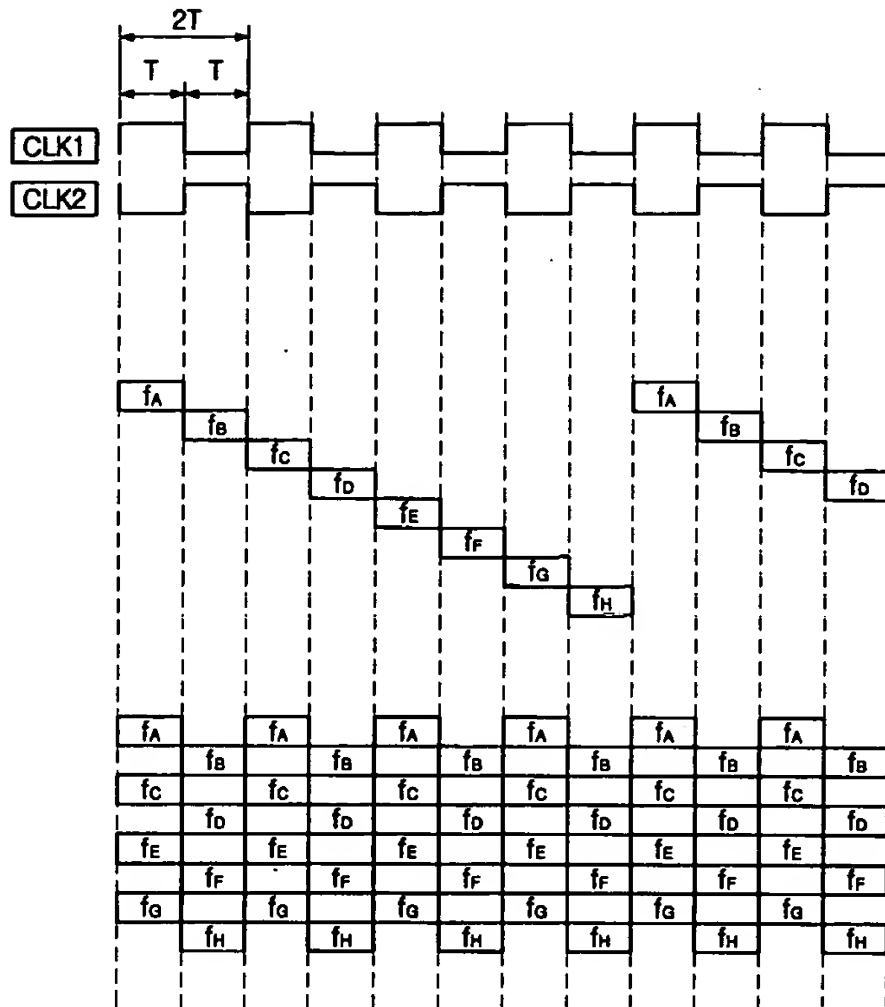 2T
T T
CLK1
CLK2
fA fA
fB fB
fC fC
fD fD
fE
fF
fG
fH
fA fA fA fA fA fA
fB fB fB fB fB fB
fC fC fC fC fC fC
fD fD fD fD fD fD
fE fE fE fE fE fE
fF fF fF fF fF fF
fG fG fG fG fG fG
fH fH fH fH fH fH